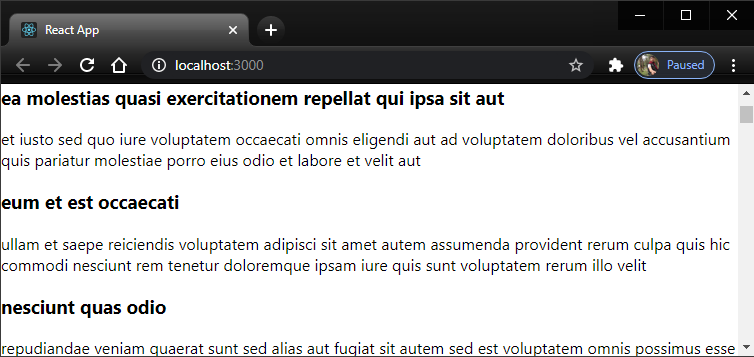 React App
localhost:3000
Paused
ea molestias quasi exercitationem repellat qui ipsa sit aut
et iusto sed quo iure voluptatem occaecati omnis eligendi aut ad voluptatem doloribus vel accusantium
quis pariatur molestiae porro eius odio et labore et velit aut
eum et est occaecati
ullam et saepe reiciendis voluptatem adipisci sit amet autem assumenda provident rerum culpa quis hic
commodi nesciunt rem tenetur doloremque ipsam iure quis sunt voluptatem rerum illo velit
nesciunt quas odio
repudiandae veniam quaerat sunt sed alias aut fugiat sit autem sed est voluptatem omnis possimus esse